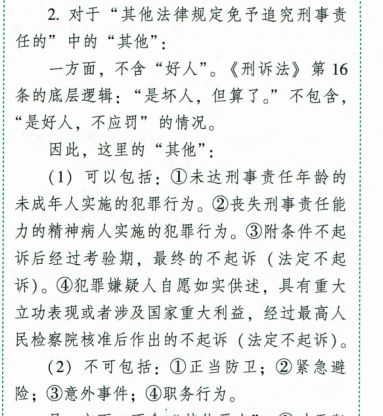 2. 对于“其他法律规定免予追究刑事责
任的”中的“其他”：
一方面，不含“好人”。《刑诉法》第 16
条的底层逻辑：“是坏人，但算了。”不包含，
“是好人，不应罚”的情况。
因此，这里的“其他”：
（1）可以包括：①未达刑事责任年龄的
未成年人实施的犯罪行为。②丧失刑事责任能
力的精神病人实施的犯罪行为。③附条件不起
诉后经过考验期，最终的不起诉（法定不起
诉）。④犯罪嫌疑人自愿如实供述，具有重大
立功表现或者涉及国家重大利益，经过最高人
民检察院核准后作出的不起诉（法定不起诉）。
（2）不可包括：①正当防卫；②紧急避
险；③意外事件；④职务行为。